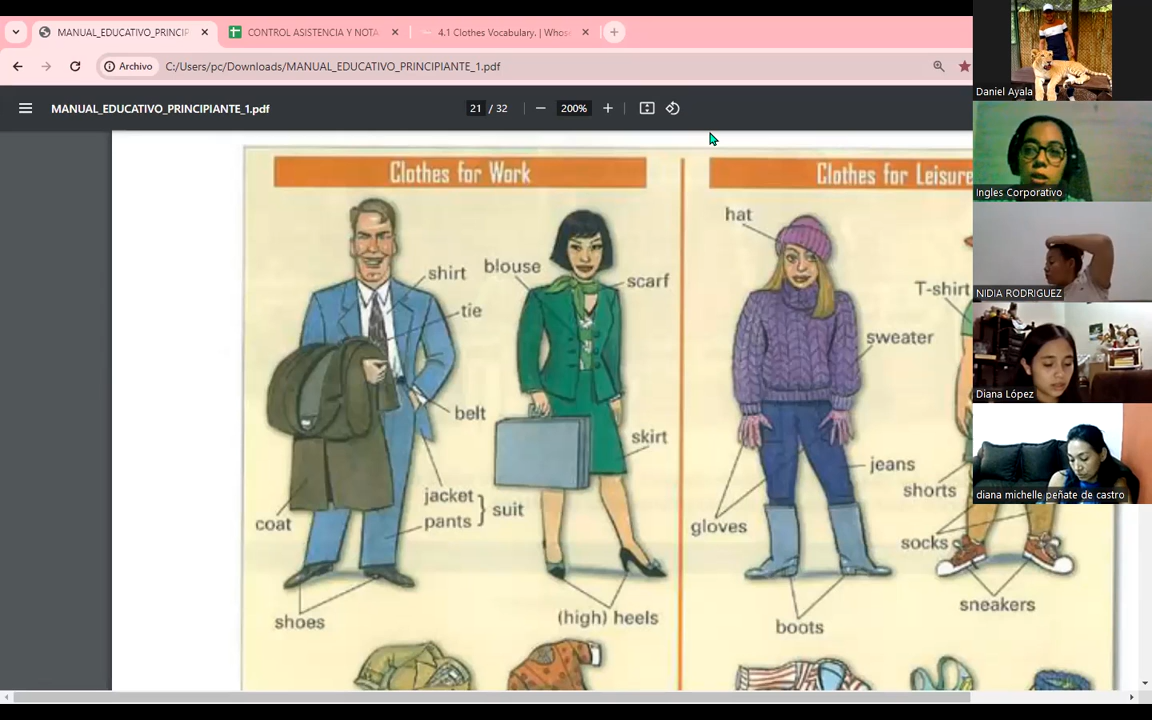 MANUAL_EDUCATIVO_PRINCIP
CONTROL ASISTENCIA Y NOTA
4.1 Clothes Vocabulary. | Whose
Archivo
C:/Users/pc/Downloads/MANUAL_EDUCATIVO_PRINCIPIANTE_1.pdf
MANUAL_EDUCATIVO_PRINCIPIANTE_1.pdf
21 / 32
200%
Clothes for Work
Clothes for Leisure
shirt
blouse
scarf
tie
belt
skirt
jacket
pants
suit
coat
shoes
(high) heels
hat
T-shirt
sweater
jeans
shorts
gloves
socks
sneakers
boots
Daniel Ayala
Ingles Corporativo
NIDIA RODRIGUEZ
Diana López
diana michelle peñate de castro